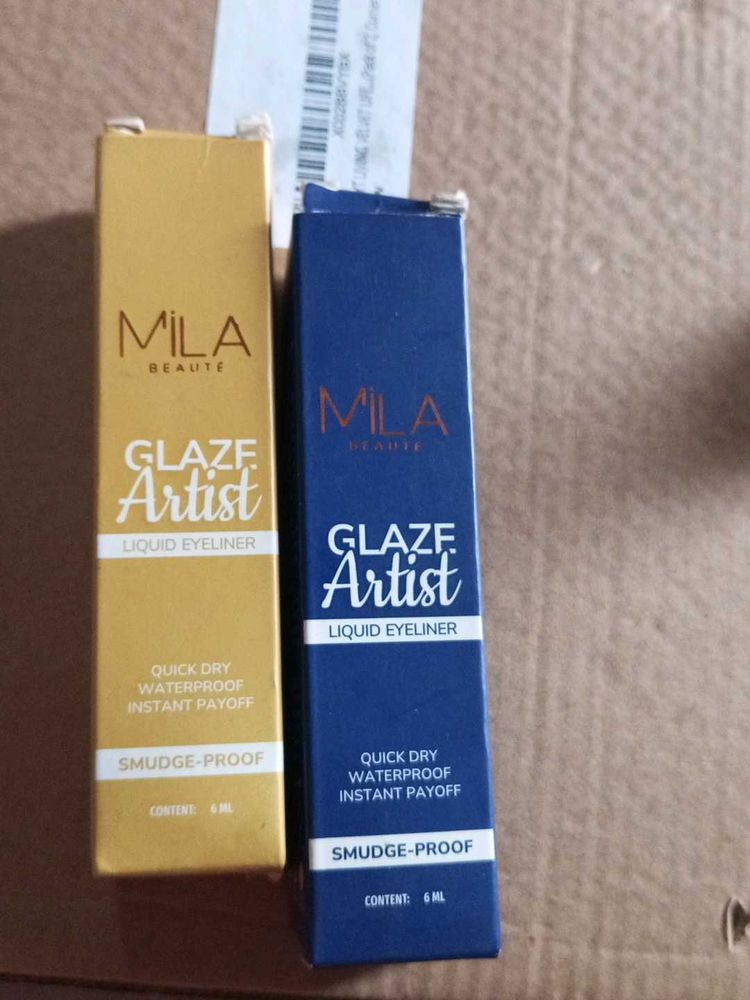 MiLA
BEAUTÉ
GLAZE
Artist
LIQUID EYELINER
QUICK DRY
WATERPROOF
INSTANT PAYOFF
SMUDGE-PROOF
CONTENT: 6 ML
MiLA
BEAUTÉ
GLAZE
Artist
LIQUID EYELINER
QUICK DRY
WATERPROOF
INSTANT PAYOFF
SMUDGE-PROOF
CONTENT: 6 ML